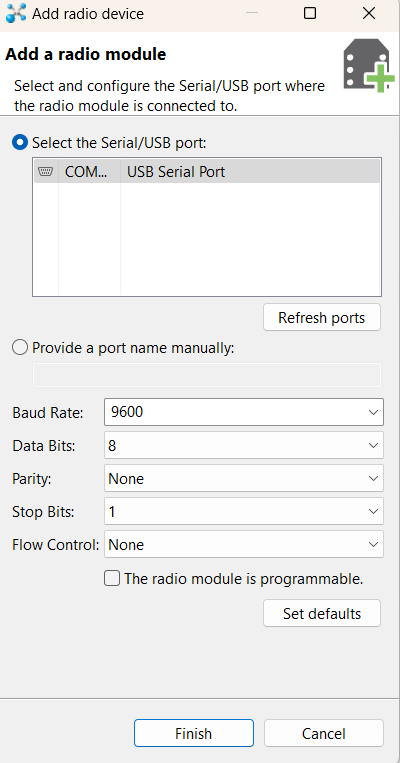 Add radio device
Add a radio module
Select and configure the Serial/USB port where
the radio module is connected to.
Select the Serial/USB port:
COM... USB Serial Port
Refresh ports
Provide a port name manually:
Baud Rate: 9600
Data Bits: 8
Parity: None
Stop Bits: 1
Flow Control: None
The radio module is programmable.
Set defaults
Finish Cancel